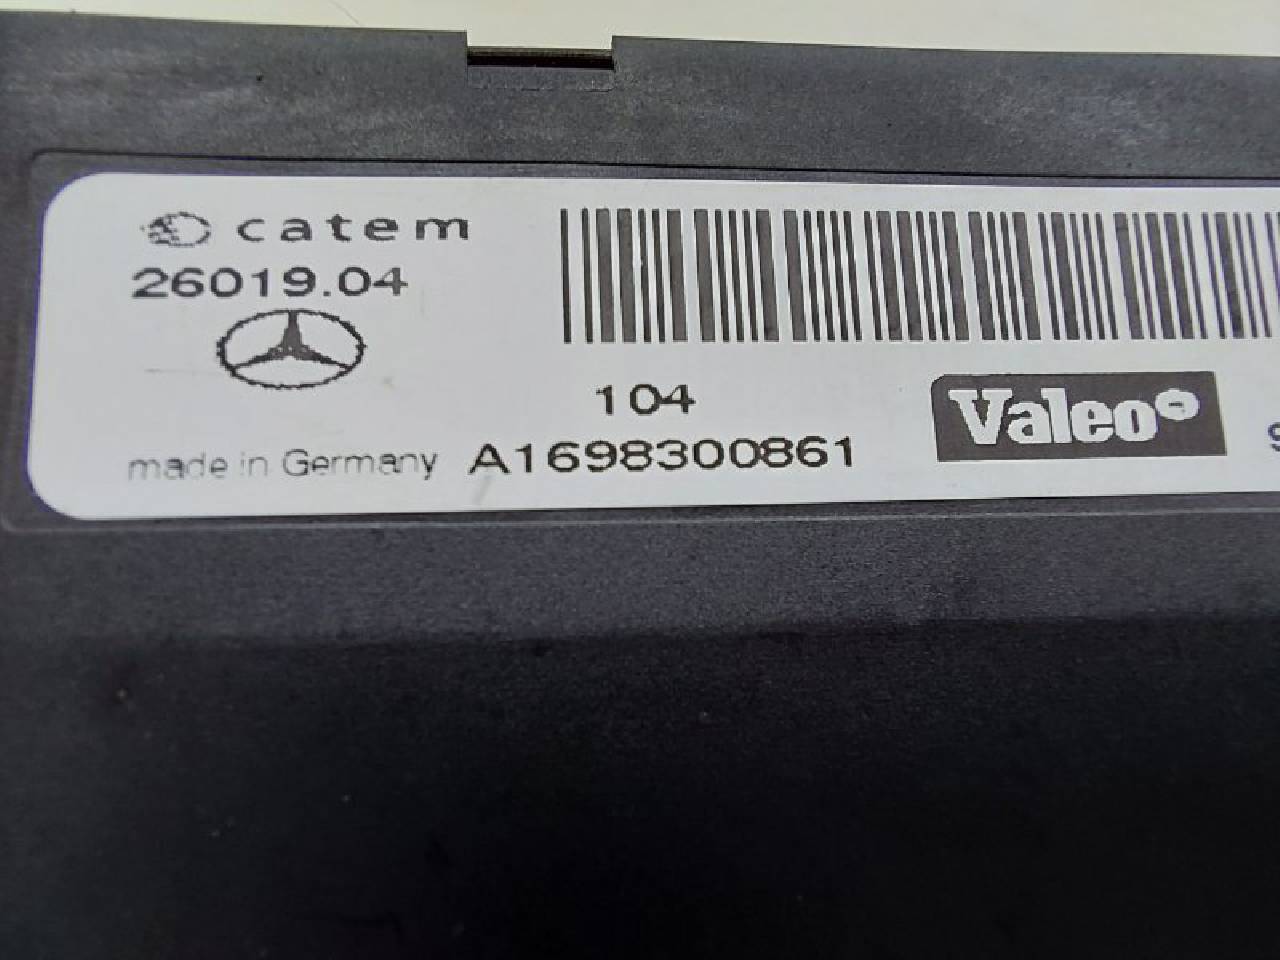 catem
26019.04
104
made in Germany A1698300861
Valeo